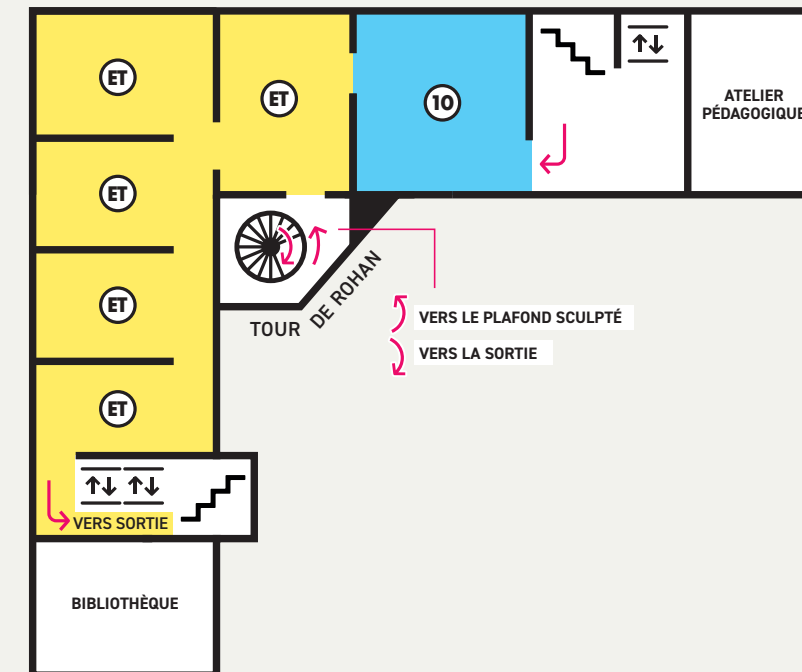 ET
ET
10
ATELIER
PÉDAGOGIQUE
ET
ET
TOUR DE ROHAN
VERS LE PLAFOND SCULPTÉ
VERS LA SORTIE
ET
VERS SORTIE
BIBLIOTHÈQUE